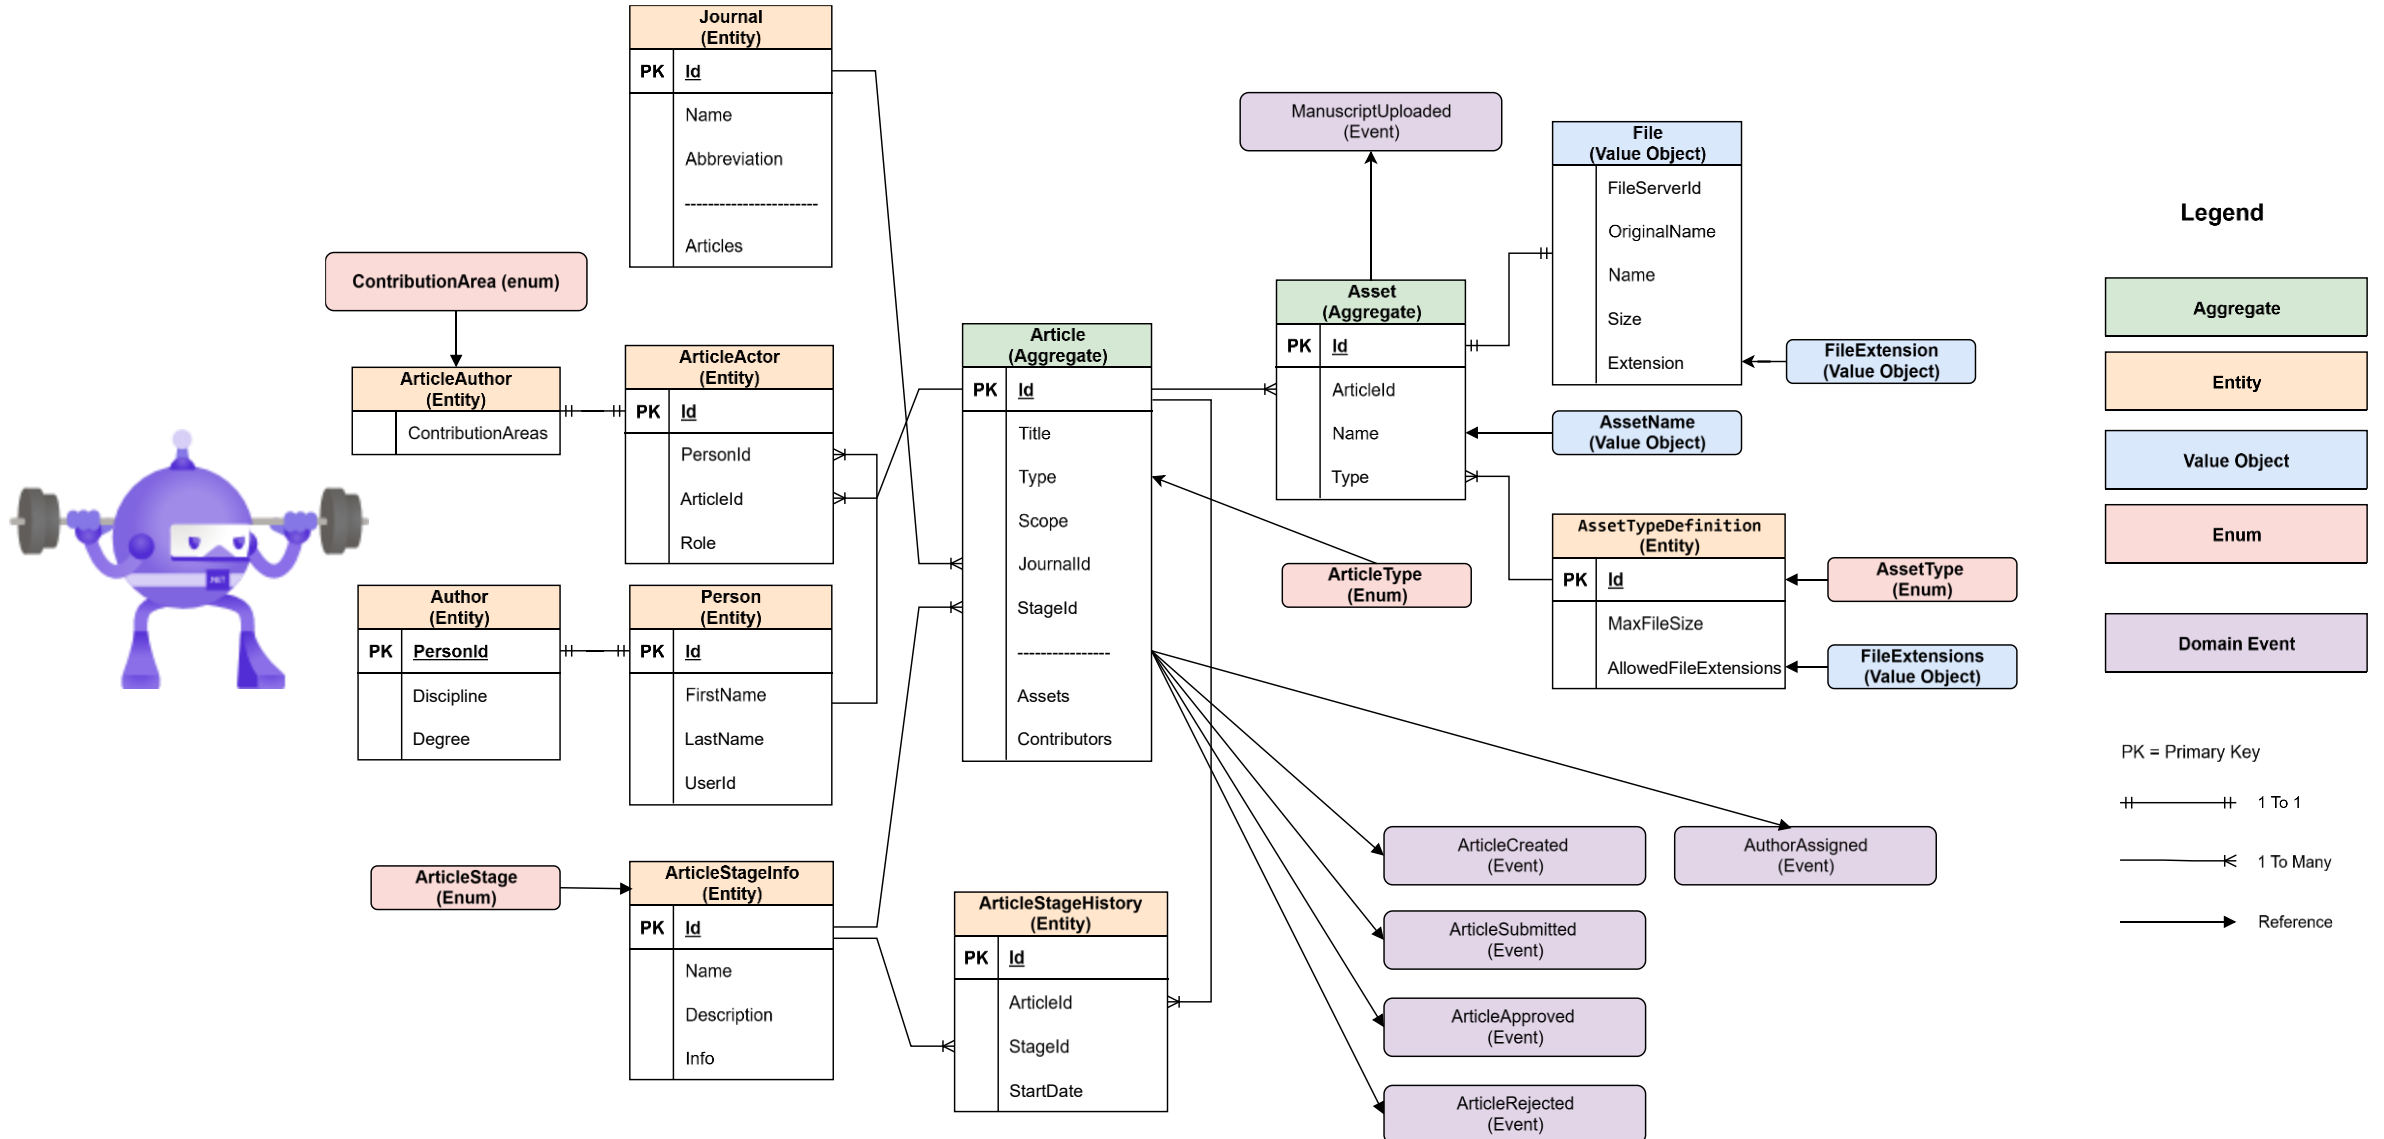 Journal
(Entity)
PK Id
Name
Abbreviation
------------------------
Articles
ContributionArea (enum)
ArticleAuthor
(Entity)
ContributionAreas
ArticleActor
(Entity)
PK Id
PersonId
ArticleId
Role
Author
(Entity)
PK PersonId
Discipline
Degree
Person
(Entity)
PK Id
FirstName
LastName
UserId
ArticleStage
(Enum)
ArticleStageInfo
(Entity)
PK Id
Name
Description
Info
Article
(Aggregate)
PK Id
Title
Type
Scope
JournalId
StageId
----------------
Assets
Contributors
ArticleStageHistory
(Entity)
PK Id
ArticleId
StageId
StartDate
ManuscriptUploaded
(Event)
Asset
(Aggregate)
PK Id
ArticleId
Name
Type
File
(Value Object)
FileServerId
OriginalName
Name
Size
Extension
FileExtension
(Value Object)
AssetName
(Value Object)
ArticleType
(Enum)
AssetTypeDefinition
(Entity)
PK Id
MaxFileSize
AllowedFileExtensions
AssetType
(Enum)
FileExtensions
(Value Object)
ArticleCreated
(Event)
AuthorAssigned
(Event)
ArticleSubmitted
(Event)
ArticleApproved
(Event)
ArticleRejected
(Event)
Legend
Aggregate
Entity
Value Object
Enum
Domain Event
PK = Primary Key
1 To 1
1 To Many
Reference
.NET